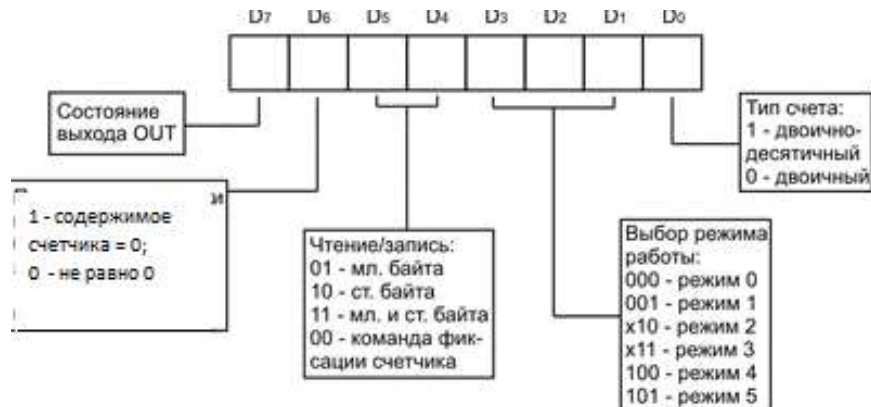 D7 D6 D5 D4 D3 D2 D1 D0
Состояние
выхода OUT
Тип счета:
1 - двоично-
десятичный
0 - двоичный
1 - содержимое
счетчика = 0;
0 - не равно 0
Чтение/запись:
01 - мл. байта
10 - ст. байта
11 - мл. и ст. байта
00 - команда фик-
сации счетчика
Выбор режима
работы:
000 - режим 0
001 - режим 1
x10 - режим 2
x11 - режим 3
100 - режим 4
101 - режим 5